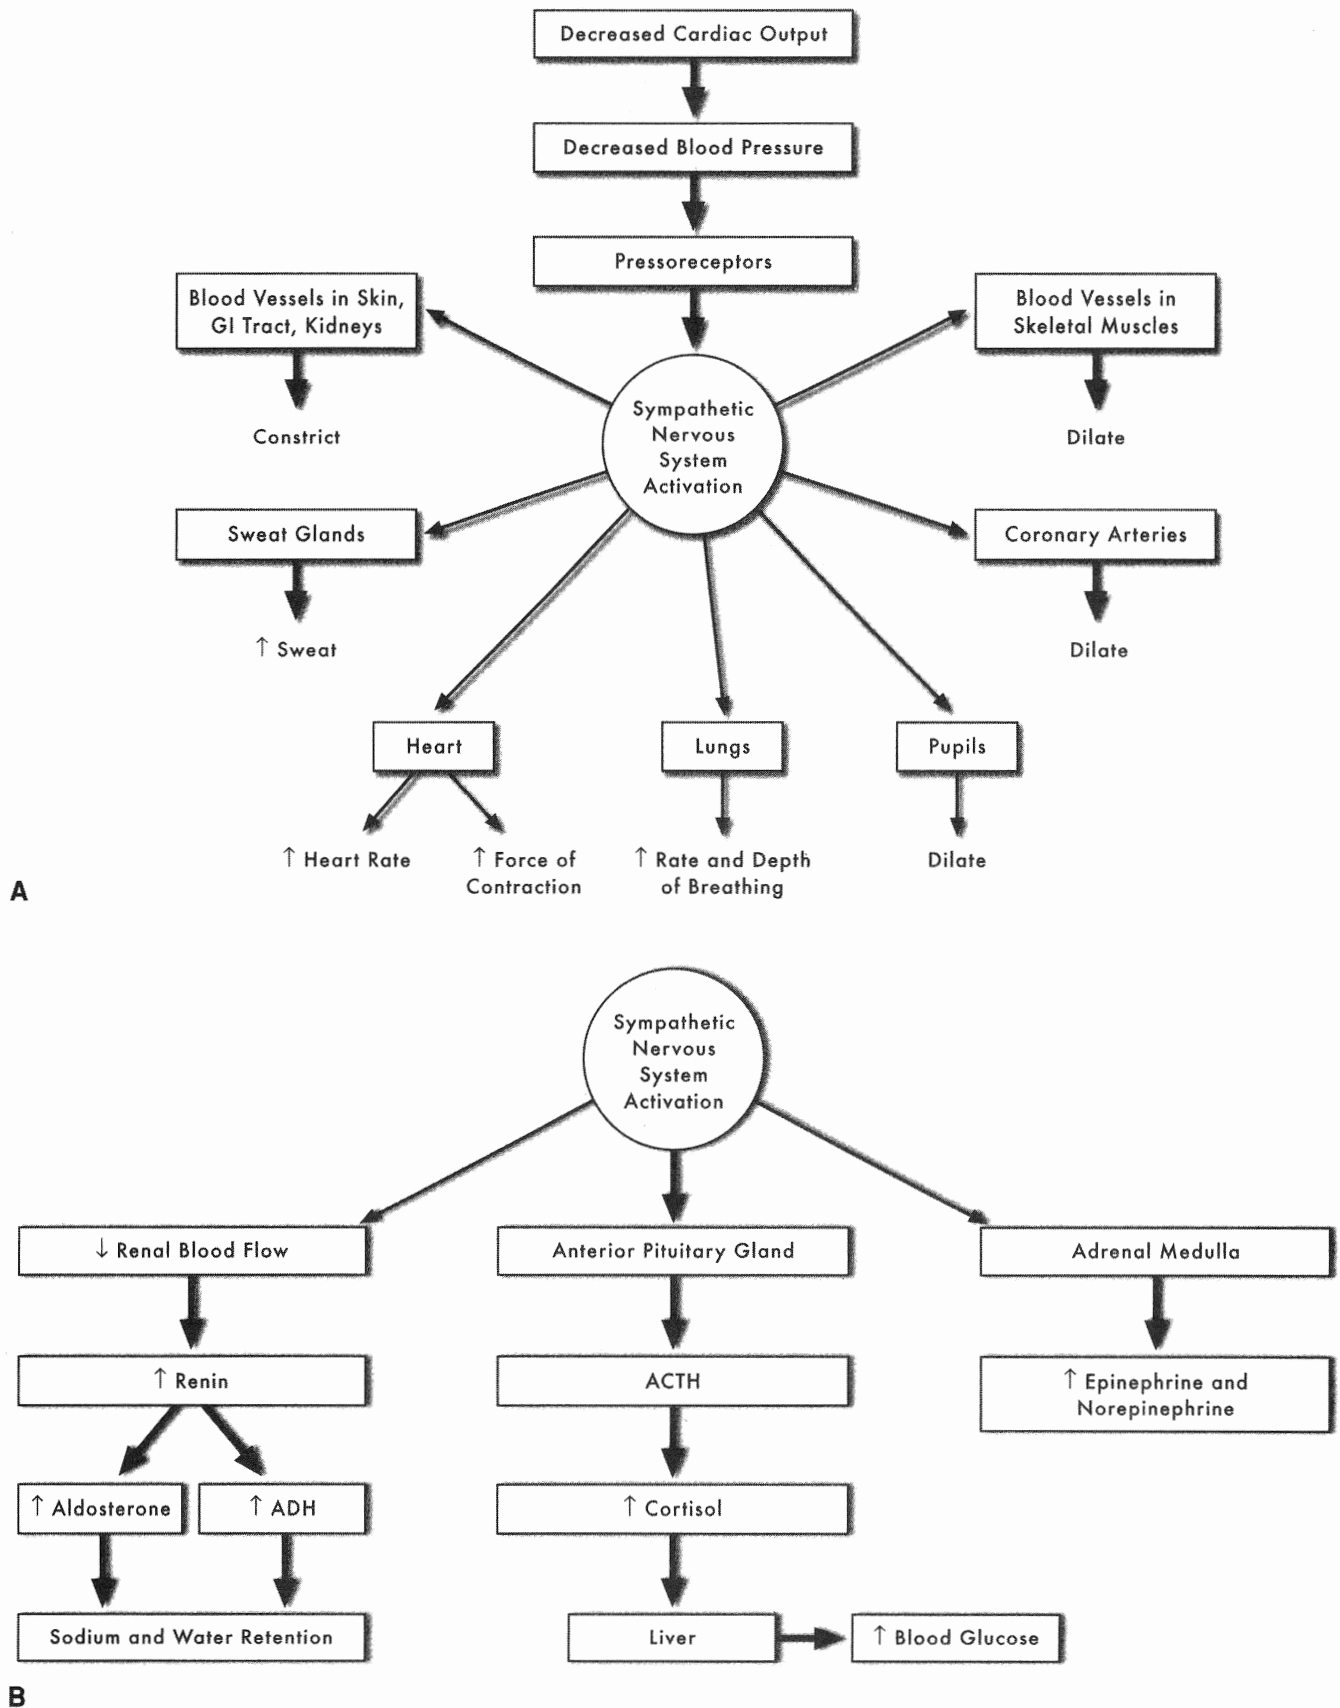 Decreased Cardiac Output
Decreased Blood Pressure
Pressoreceptors
Blood Vessels in Skin,
GI Tract, Kidneys
Constrict
Blood Vessels in
Skeletal Muscles
Dilate
Sympathetic
Nervous
System
Activation
Sweat Glands
↑ Sweat
Coronary Arteries
Dilate
Heart
↑ Heart Rate
↑ Force of
Contraction
Lungs
↑ Rate and Depth
of Breathing
Pupils
Dilate
A
Sympathetic
Nervous
System
Activation
↓ Renal Blood Flow
Anterior Pituitary Gland
Adrenal Medulla
↑ Renin
ACTH
↑ Epinephrine and
Norepinephrine
↑ Aldosterone
↑ ADH
↑ Cortisol
Sodium and Water Retention
Liver
↑ Blood Glucose
B